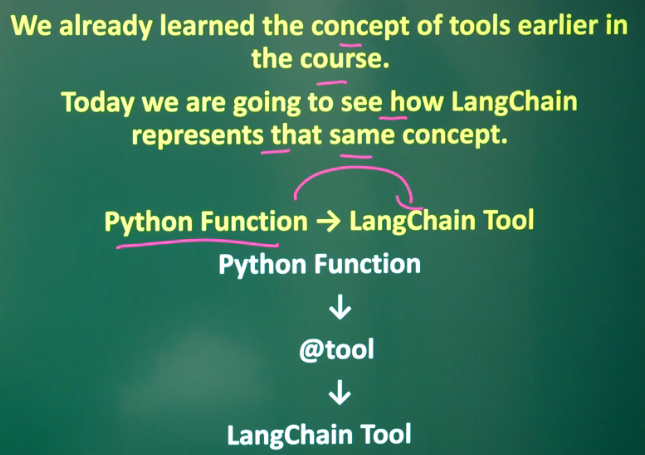 We already learned the concept of tools earlier in
the course.
Today we are going to see how LangChain
represents that same concept.
Python Function → LangChain Tool
Python Function
↓
@tool
↓
LangChain Tool